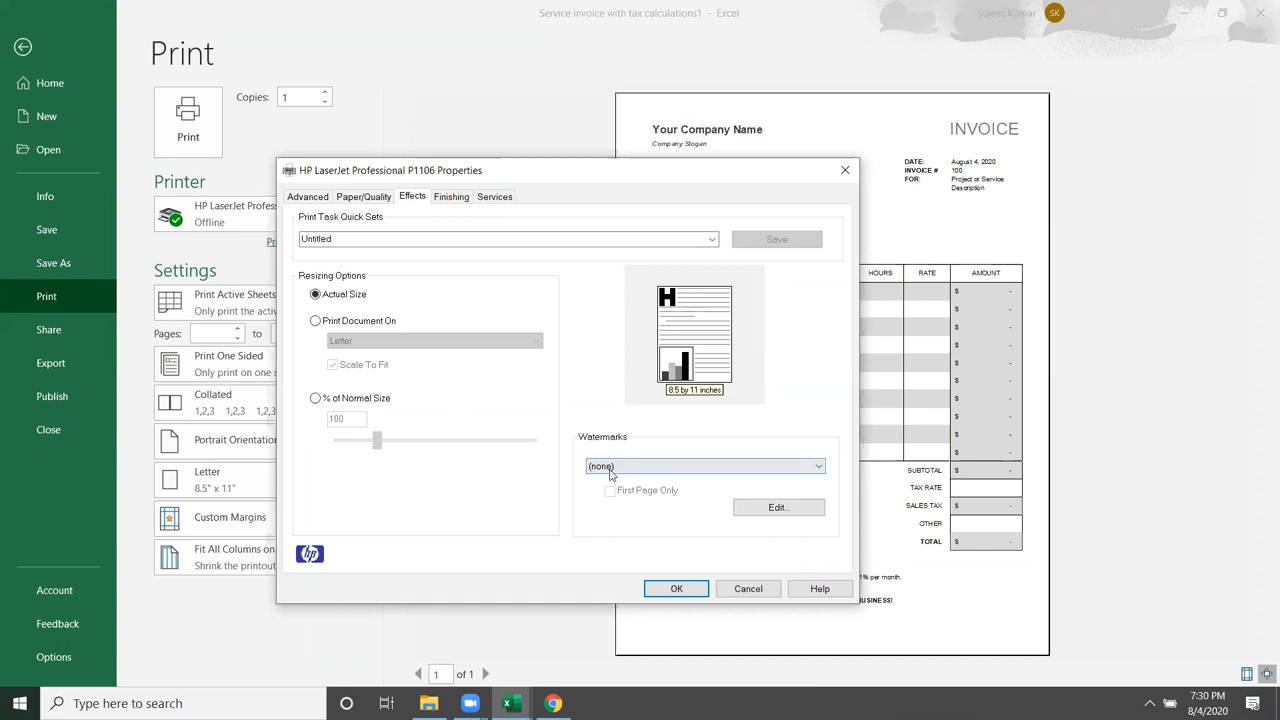 Service invoice with tax calculations1 - Excel
Sujeet Kumar
SK
Home
New
Open
Info
Save
Save As
Print
Share
Export
Publish
Close
Account
Feedback
Options
Print
Print
Copies: 1
Printer
HP LaserJet Profes
Offline
Settings
Print Active Sheets
Only print the activ
Pages: to
Print One Sided
Only print on one s
Collated
1,2,3 1,2,3 1,2,3
Portrait Orientation
Letter
8.5" x 11"
Custom Margins
Fit All Columns on
Shrink the printout
HP LaserJet Professional P1106 Properties
Advanced Paper/Quality Effects Finishing Services
Print Task Quick Sets
Untitled
Save
Resizing Options
Actual Size
Print Document On
Letter
Scale To Fit
% of Normal Size
100
H
8.5 by 11 inches
Watermarks
(none)
First Page Only
Edit...
hp
OK Cancel Help
Your Company Name
Company Slogan
INVOICE
DATE: August 4, 2020
INVOICE # 100
FOR: Project or Service
Description
HOURS RATE AMOUNT
$ -
$ -
$ -
$ -
$ -
$ -
$ -
$ -
$ -
$ -
SUBTOTAL $ -
TAX RATE
SALES TAX $ -
OTHER
TOTAL $ -
1% per month.
BUSINESS!
1 of 1
Type here to search
7:30 PM
8/4/2020